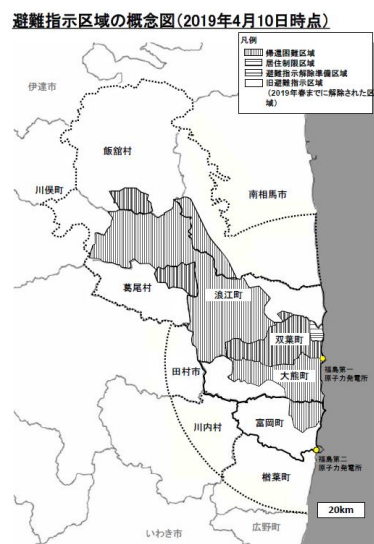 避難指示区域の概念図(2019年4月10日時点)
凡例
帰還困難区域
居住制限区域
避難指示解除準備区域
旧避難指示区域
(2019年春までに解除された区
域)
伊達市
飯舘村
川俣町
南相馬市
葛尾村
浪江町
双葉町
田村市
大熊町
福島第一
原子力発電所
川内村
富岡町
福島第二
原子力発電所
楢葉町
20km
いわき市
広野町